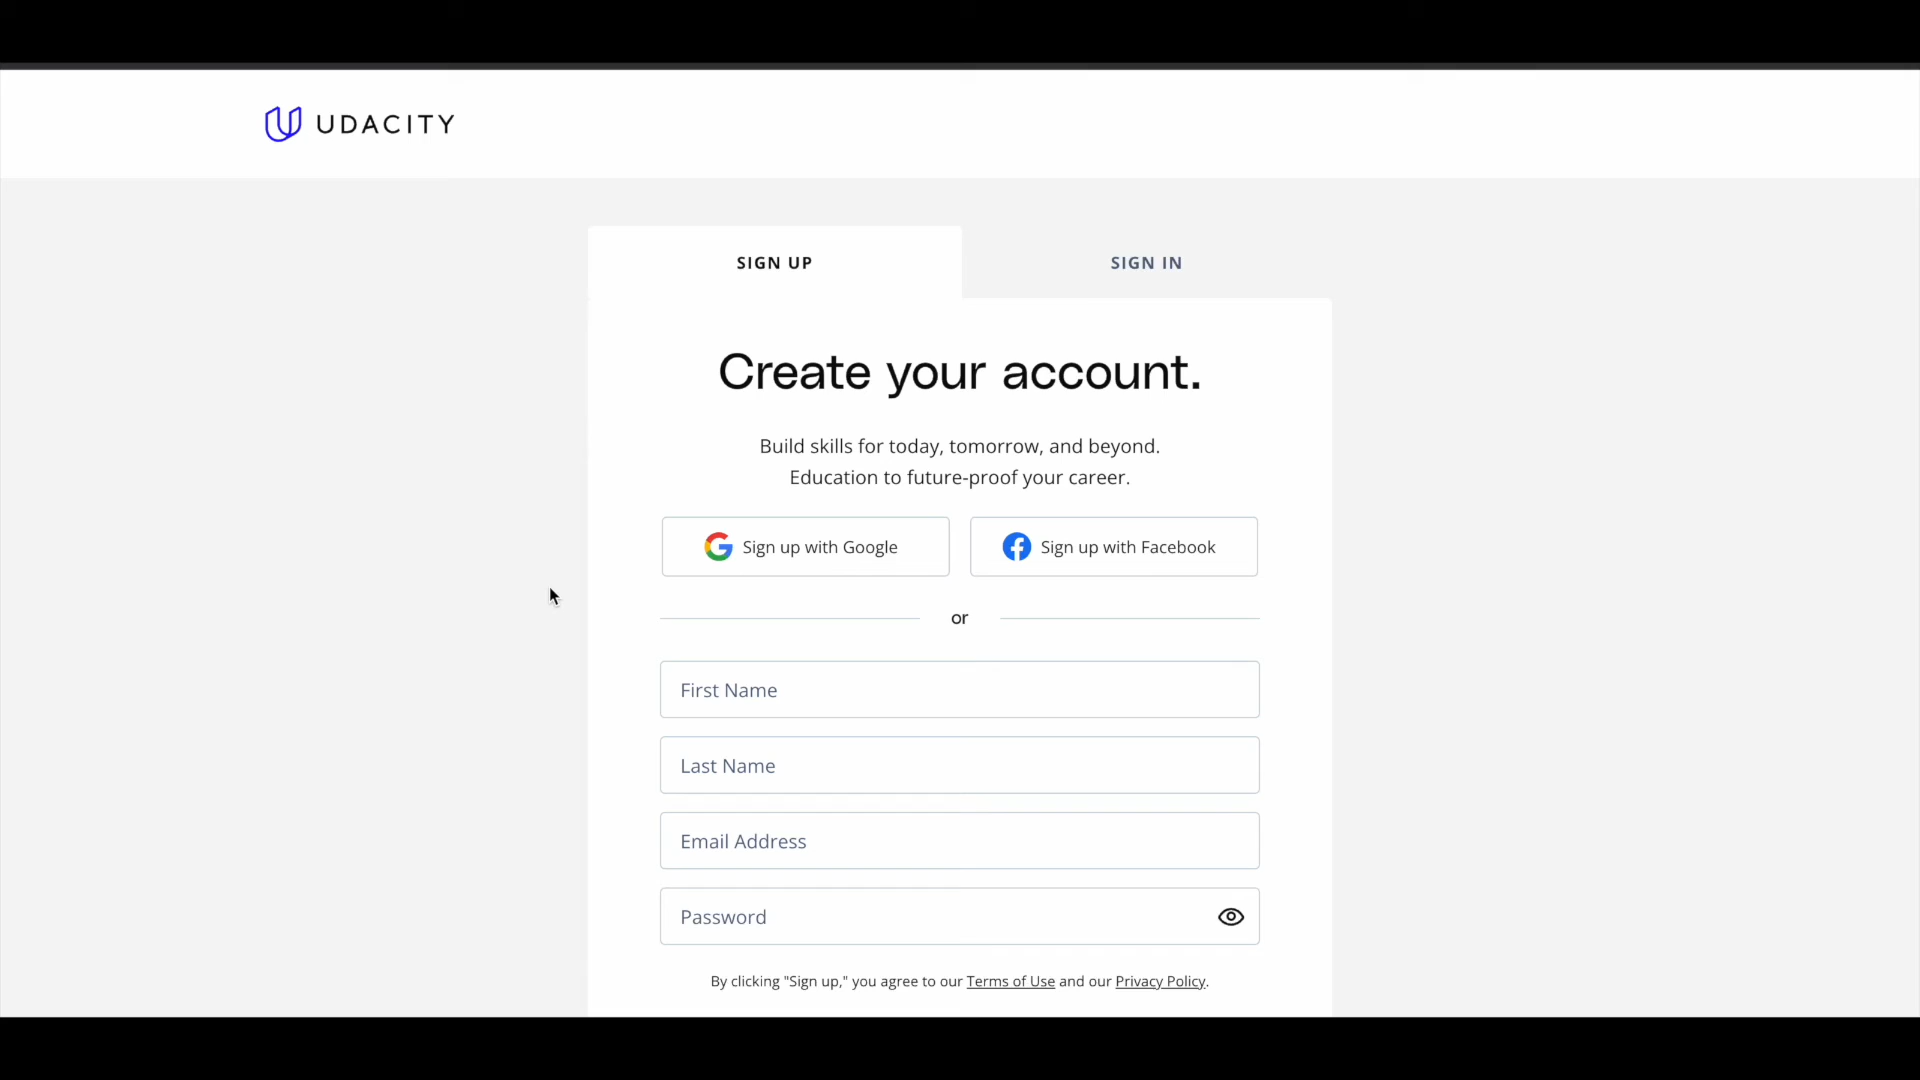 UDACITY
SIGN UP
SIGN IN
Create your account.
Build skills for today, tomorrow, and beyond.
Education to future-proof your career.
Sign up with Google
Sign up with Facebook
or
First Name
Last Name
Email Address
Password
By clicking "Sign up," you agree to our Terms of Use and our Privacy Policy.